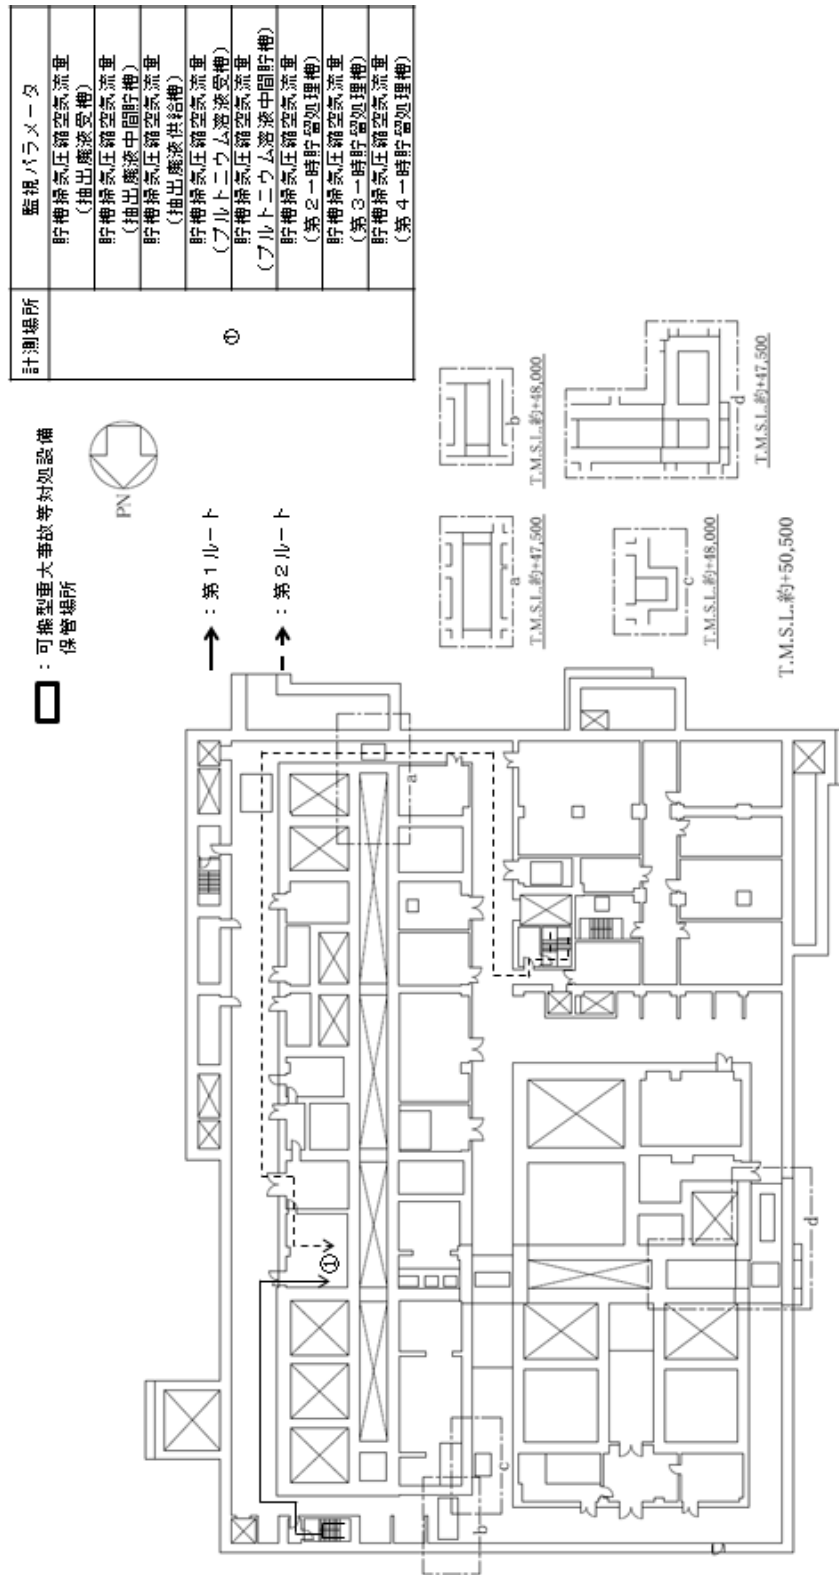 計測場所
監視パラメータ
①
貯槽掃気圧縮空気流量
(抽出廃液受槽)
貯槽掃気圧縮空気流量
(抽出廃液中間貯槽)
貯槽掃気圧縮空気流量
(抽出廃液供給槽)
貯槽掃気圧縮空気流量
(プルトニウム溶液受槽)
貯槽掃気圧縮空気流量
(プルトニウム溶液中間貯槽)
貯槽掃気圧縮空気流量
(第2一時貯留処理槽)
貯槽掃気圧縮空気流量
(第3一時貯留処理槽)
貯槽掃気圧縮空気流量
(第4一時貯留処理槽)
:可搬型重大事故等対処設備
保管場所
PN
:第1ルート
:第2ルート
a
T.M.S.L.約+47,500
b
T.M.S.L.約+48,000
c
T.M.S.L.約+48,000
d
T.M.S.L.約+47,500
T.M.S.L.約+50,500
a
①
b
c
d